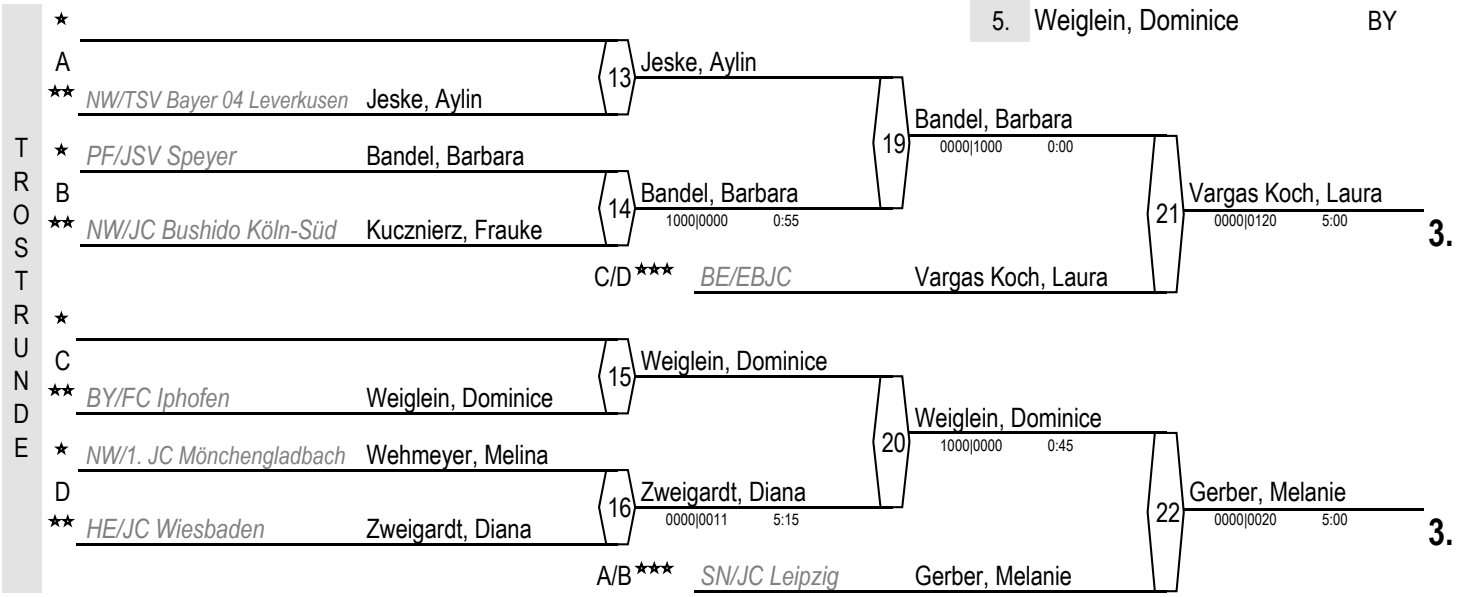 5. Weiglein, Dominice BY
TROSTRUNDE
A
NW/TSV Bayer 04 Leverkusen Jeske, Aylin
13 Jeske, Aylin
B
PF/JSV Speyer Bandel, Barbara
NW/JC Bushido Köln-Süd Kucznierz, Frauke
14 Bandel, Barbara
1000|0000 0:55
19 Bandel, Barbara
0000|1000 0:00
C/D BE/EBJC Vargas Koch, Laura
21 Vargas Koch, Laura
0000|0120 5:00
3.
C
BY/FC Iphofen Weiglein, Dominice
15 Weiglein, Dominice
D
NW/1. JC Mönchengladbach Wehmeyer, Melina
HE/JC Wiesbaden Zweigardt, Diana
16 Zweigardt, Diana
0000|0011 5:15
20 Weiglein, Dominice
1000|0000 0:45
A/B SN/JC Leipzig Gerber, Melanie
22 Gerber, Melanie
0000|0020 5:00
3.